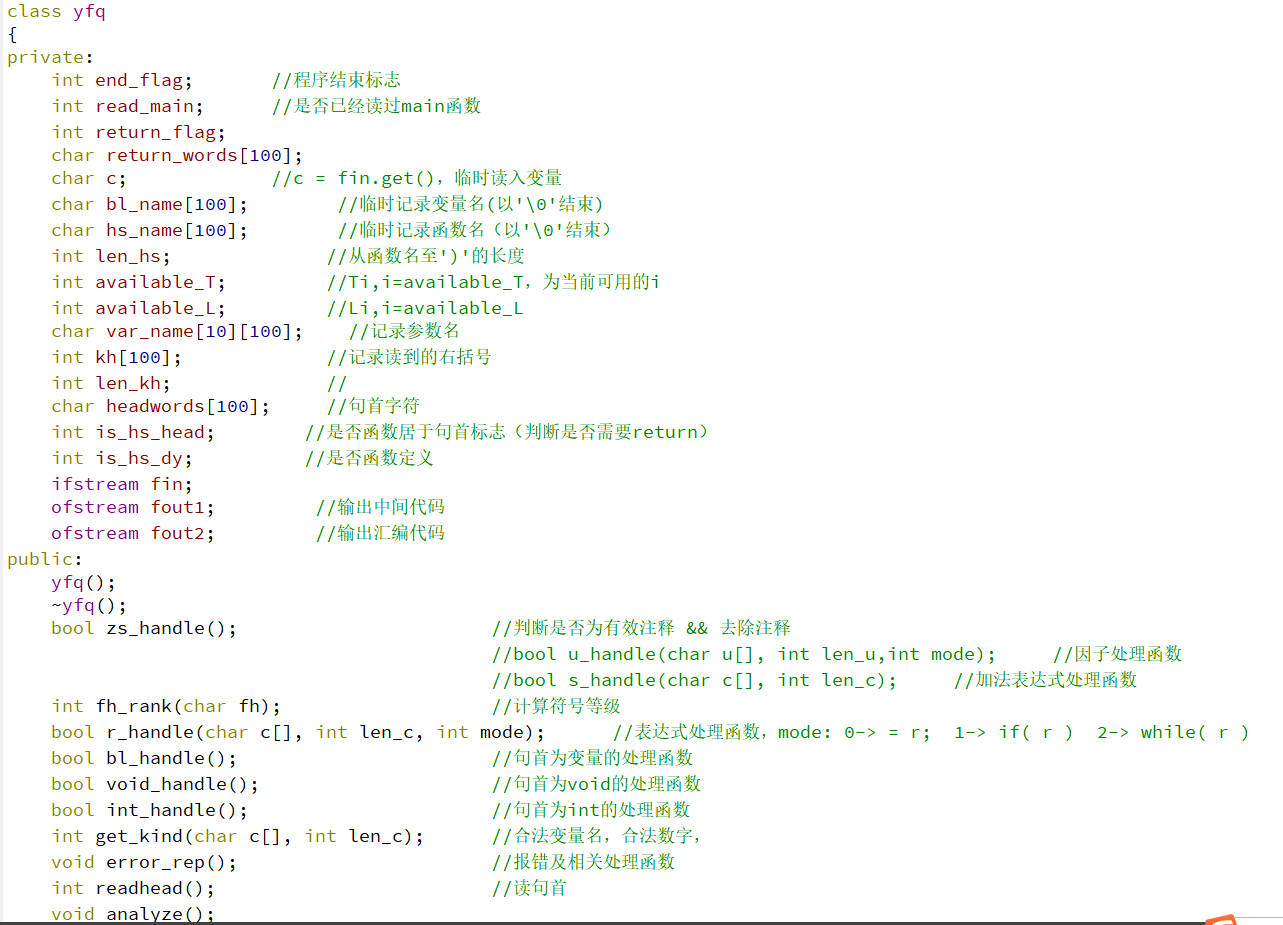 class yfq
{
private:
    int end_flag;       //程序结束标志
    int read_main;      //是否已经读过main函数
    int return_flag;
    char return_words[100];
    char c;             //c = fin.get()，临时读入变量
    char bl_name[100];        //临时记录变量名(以'\0'结束)
    char hs_name[100];        //临时记录函数名（以'\0'结束）
    int len_hs;              //从函数名至')'的长度
    int available_T;         //Ti,i=available_T，为当前可用的i
    int available_L;         //Li,i=available_L
    char var_name[10][100];    //记录参数名
    int kh[100];             //记录读到的右括号
    int len_kh;              //
    char headwords[100];     //句首字符
    int is_hs_head;        //是否函数居于句首标志（判断是否需要return）
    int is_hs_dy;          //是否函数定义
    ifstream fin;
    ofstream fout1;         //输出中间代码
    ofstream fout2;         //输出汇编代码
public:
    yfq();
    ~yfq();
    bool zs_handle();                       //判断是否为有效注释 && 去除注释
                                            //bool u_handle(char u[], int len_u,int mode);     //因子处理函数
                                            //bool s_handle(char c[], int len_c);     //加法表达式处理函数
    int fh_rank(char fh);                   //计算符号等级
    bool r_handle(char c[], int len_c, int mode);      //表达式处理函数，mode: 0-> = r;  1-> if( r )  2-> while( r )
    bool bl_handle();                       //句首为变量的处理函数
    bool void_handle();                     //句首为void的处理函数
    bool int_handle();                      //句首为int的处理函数
    int get_kind(char c[], int len_c);      //合法变量名，合法数字，
    void error_rep();                       //报错及相关处理函数
    int readhead();                         //读句首
    void analyze();